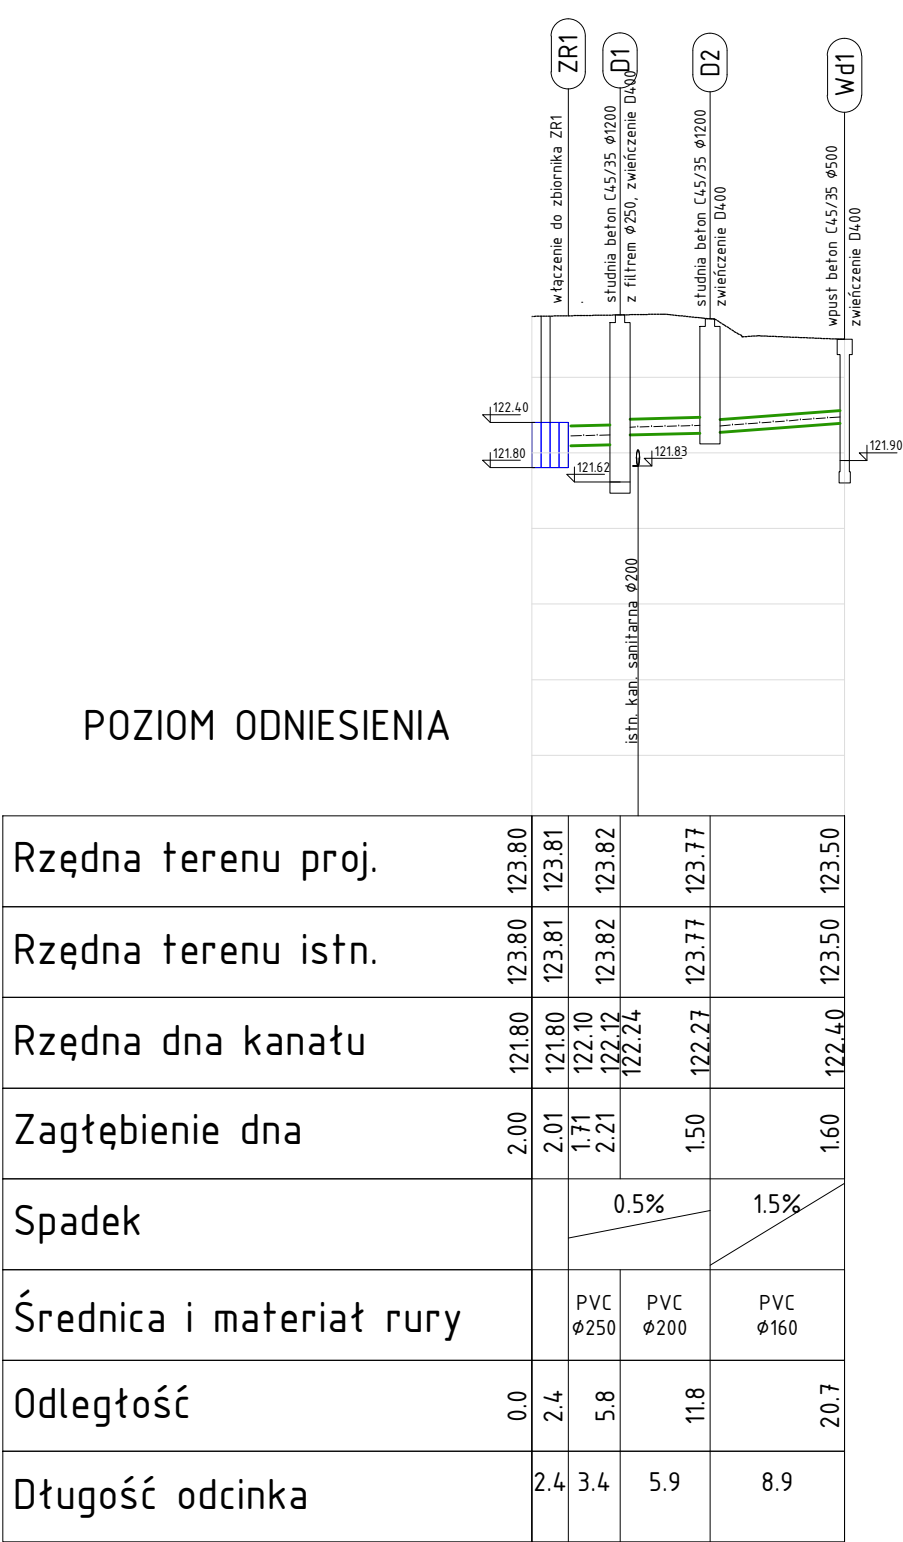 ZR1
D1
D2
Wd1
włączenie do zbiornika ZR1
studnia beton C45/35 ϕ1200
z filtrem ϕ250, zwieńczenie D400
studnia beton C45/35 ϕ1200
zwieńczenie D400
wpust beton C45/35 ϕ500
zwieńczenie D400
122.40
121.80
121.62
121.83
121.90
istn. kan. sanitarna ϕ200
POZIOM ODNIESIENIA
Rzędna terenu proj. 123.80 123.81 123.82 123.77 123.50
Rzędna terenu istn. 123.80 123.81 123.82 123.77 123.50
Rzędna dna kanału 121.80 121.80 122.10 122.12 122.24 122.27 122.40
Zagłębienie dna 2.00 2.01 1.71 2.21 1.50 1.60
Spadek 0.5% 1.5%
Średnica i materiał rury PVC ϕ250 PVC ϕ200 PVC ϕ160
Odległość 0.0 2.4 5.8 11.8 20.7
Długość odcinka 2.4 3.4 5.9 8.9